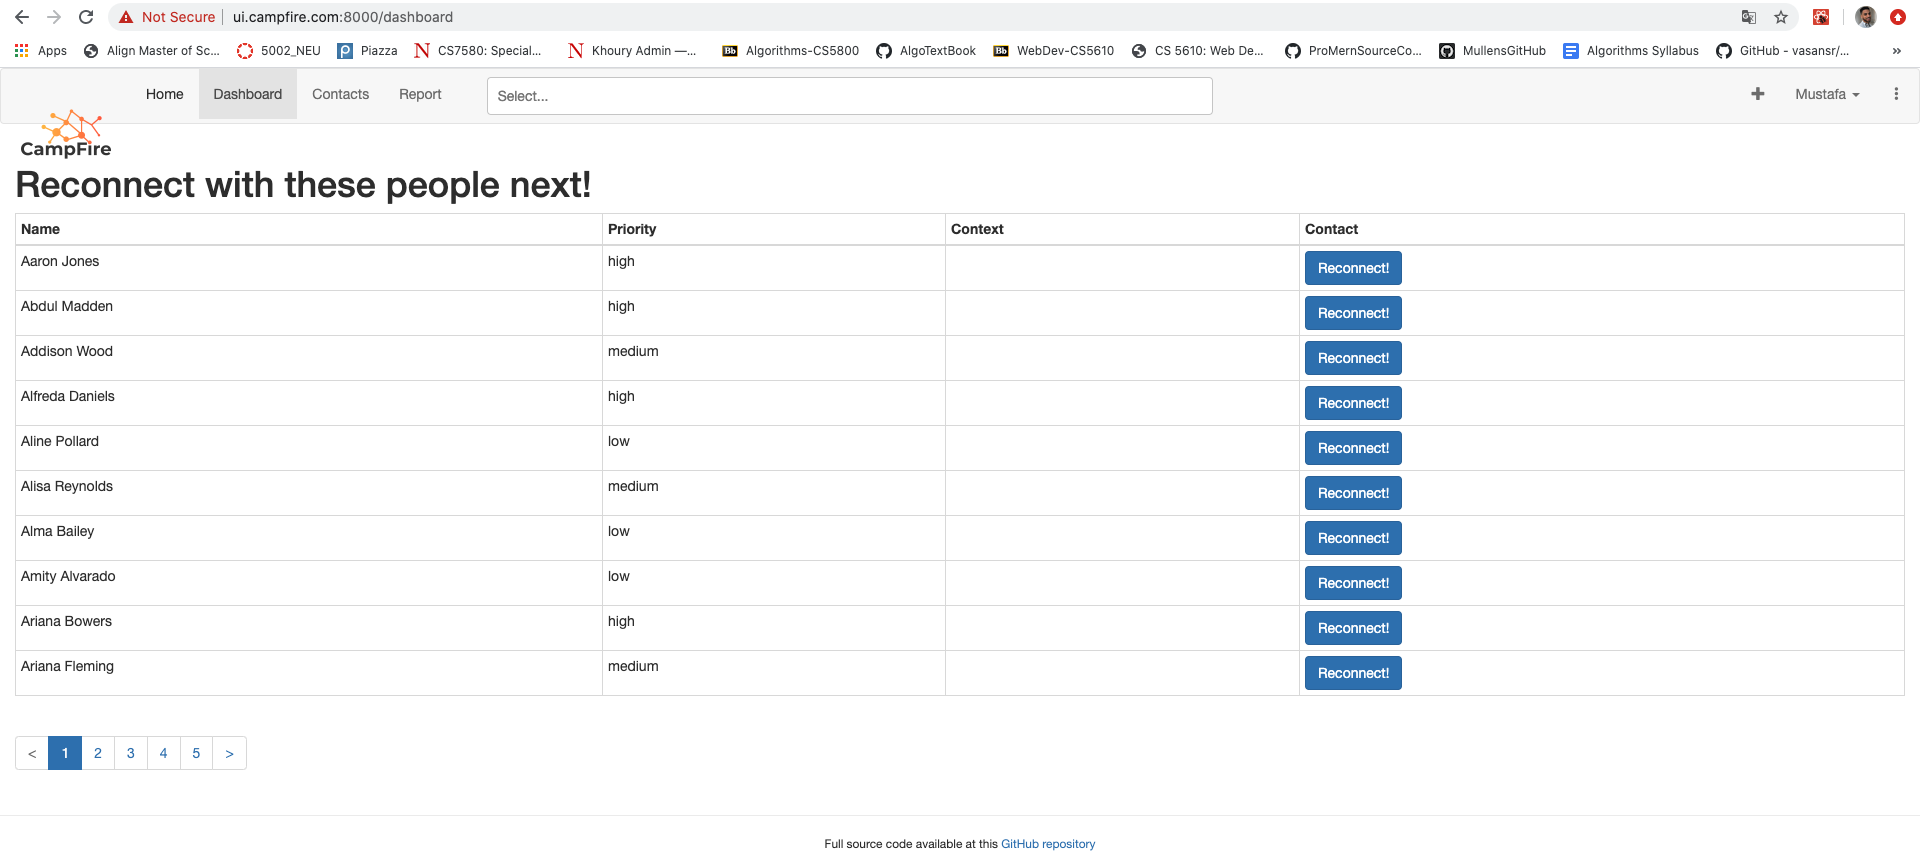 Not Secure ui.campfire.com:8000/dashboard
Apps Align Master of Sc... 5002_NEU Piazza CS7580: Special... Khoury Admin —... Algorithms-CS5800 AlgoTextBook WebDev-CS5610 CS 5610: Web De... ProMernSourceCo... MullensGitHub Algorithms Syllabus GitHub - vasansr/... »
Home Dashboard Contacts Report Select... + Mustafa
CampFire
Reconnect with these people next!
Name Priority Context Contact
Aaron Jones high Reconnect!
Abdul Madden high Reconnect!
Addison Wood medium Reconnect!
Alfreda Daniels high Reconnect!
Aline Pollard low Reconnect!
Alisa Reynolds medium Reconnect!
Alma Bailey low Reconnect!
Amity Alvarado low Reconnect!
Ariana Bowers high Reconnect!
Ariana Fleming medium Reconnect!
< 1 2 3 4 5 >
Full source code available at this GitHub repository